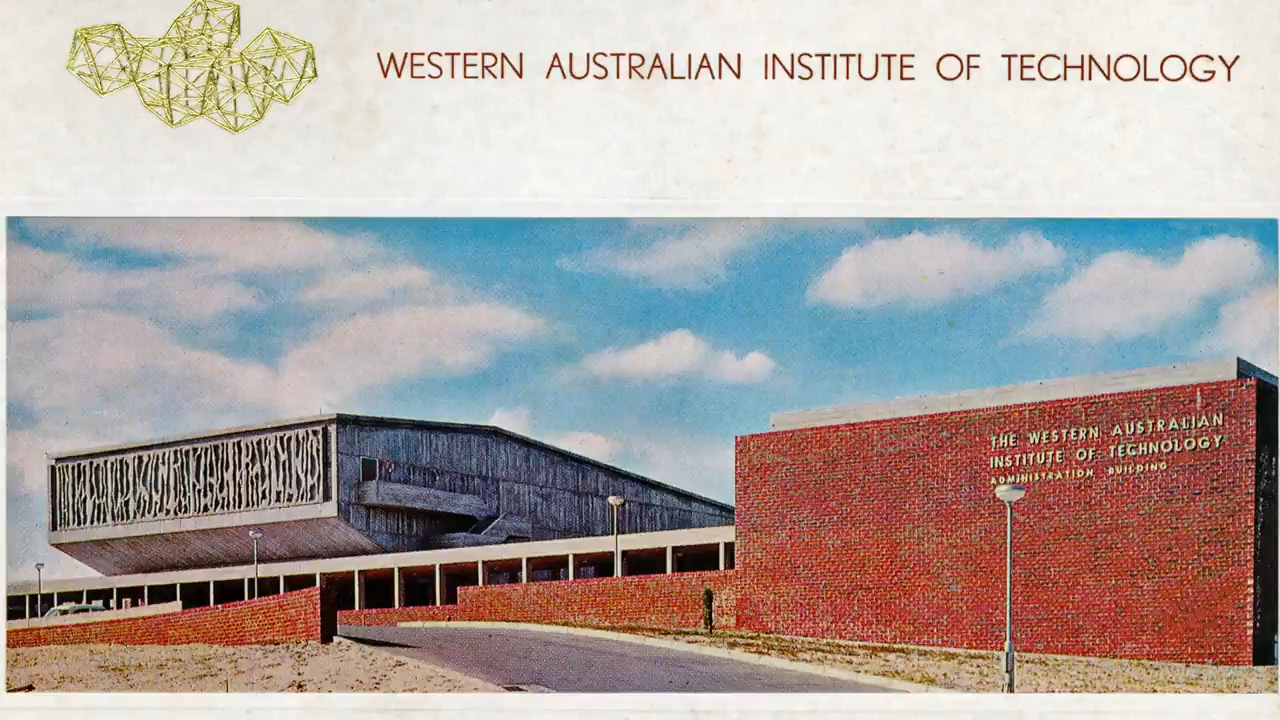 WESTERN AUSTRALIAN INSTITUTE OF TECHNOLOGY
THE WESTERN AUSTRALIAN
INSTITUTE OF TECHNOLOGY
ADMINISTRATION BUILDING